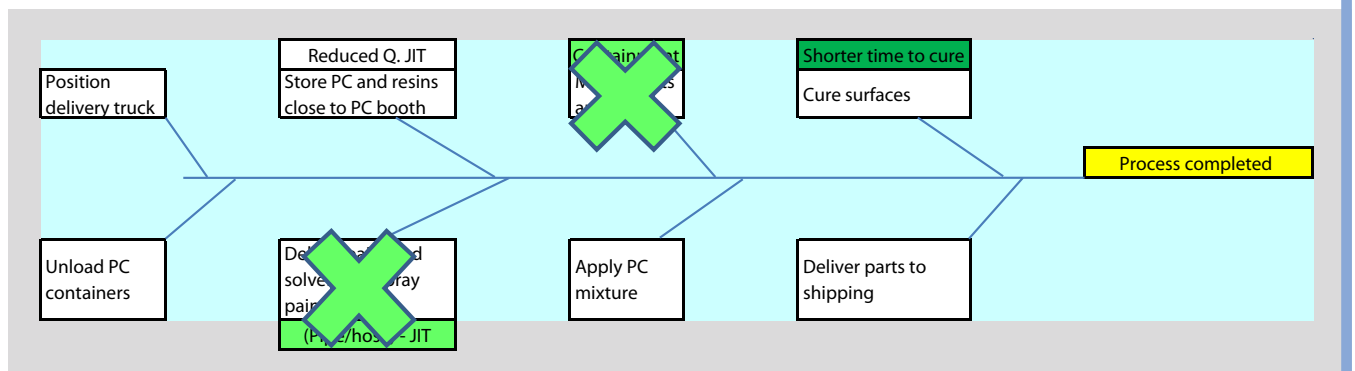 Position
delivery truck
Reduced Q. JIT
Store PC and resins
close to PC booth
Shorter time to cure
Cure surfaces
Process completed
Unload PC
containers
JIT
Apply PC
mixture
Deliver parts to
shipping